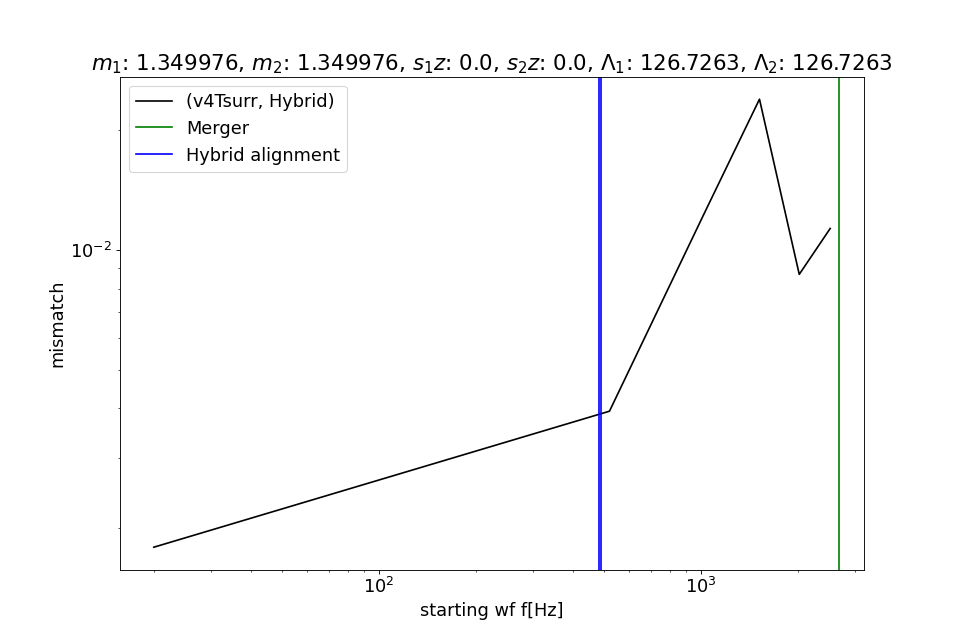 m₁: 1.349976, m₂: 1.349976, s₁z: 0.0, s₂z: 0.0, Λ₁: 126.7263, Λ₂: 126.7263
(v4Tsurr, Hybrid)
Merger
Hybrid alignment
10⁻²
mismatch
10² 10³
starting wf f[Hz]